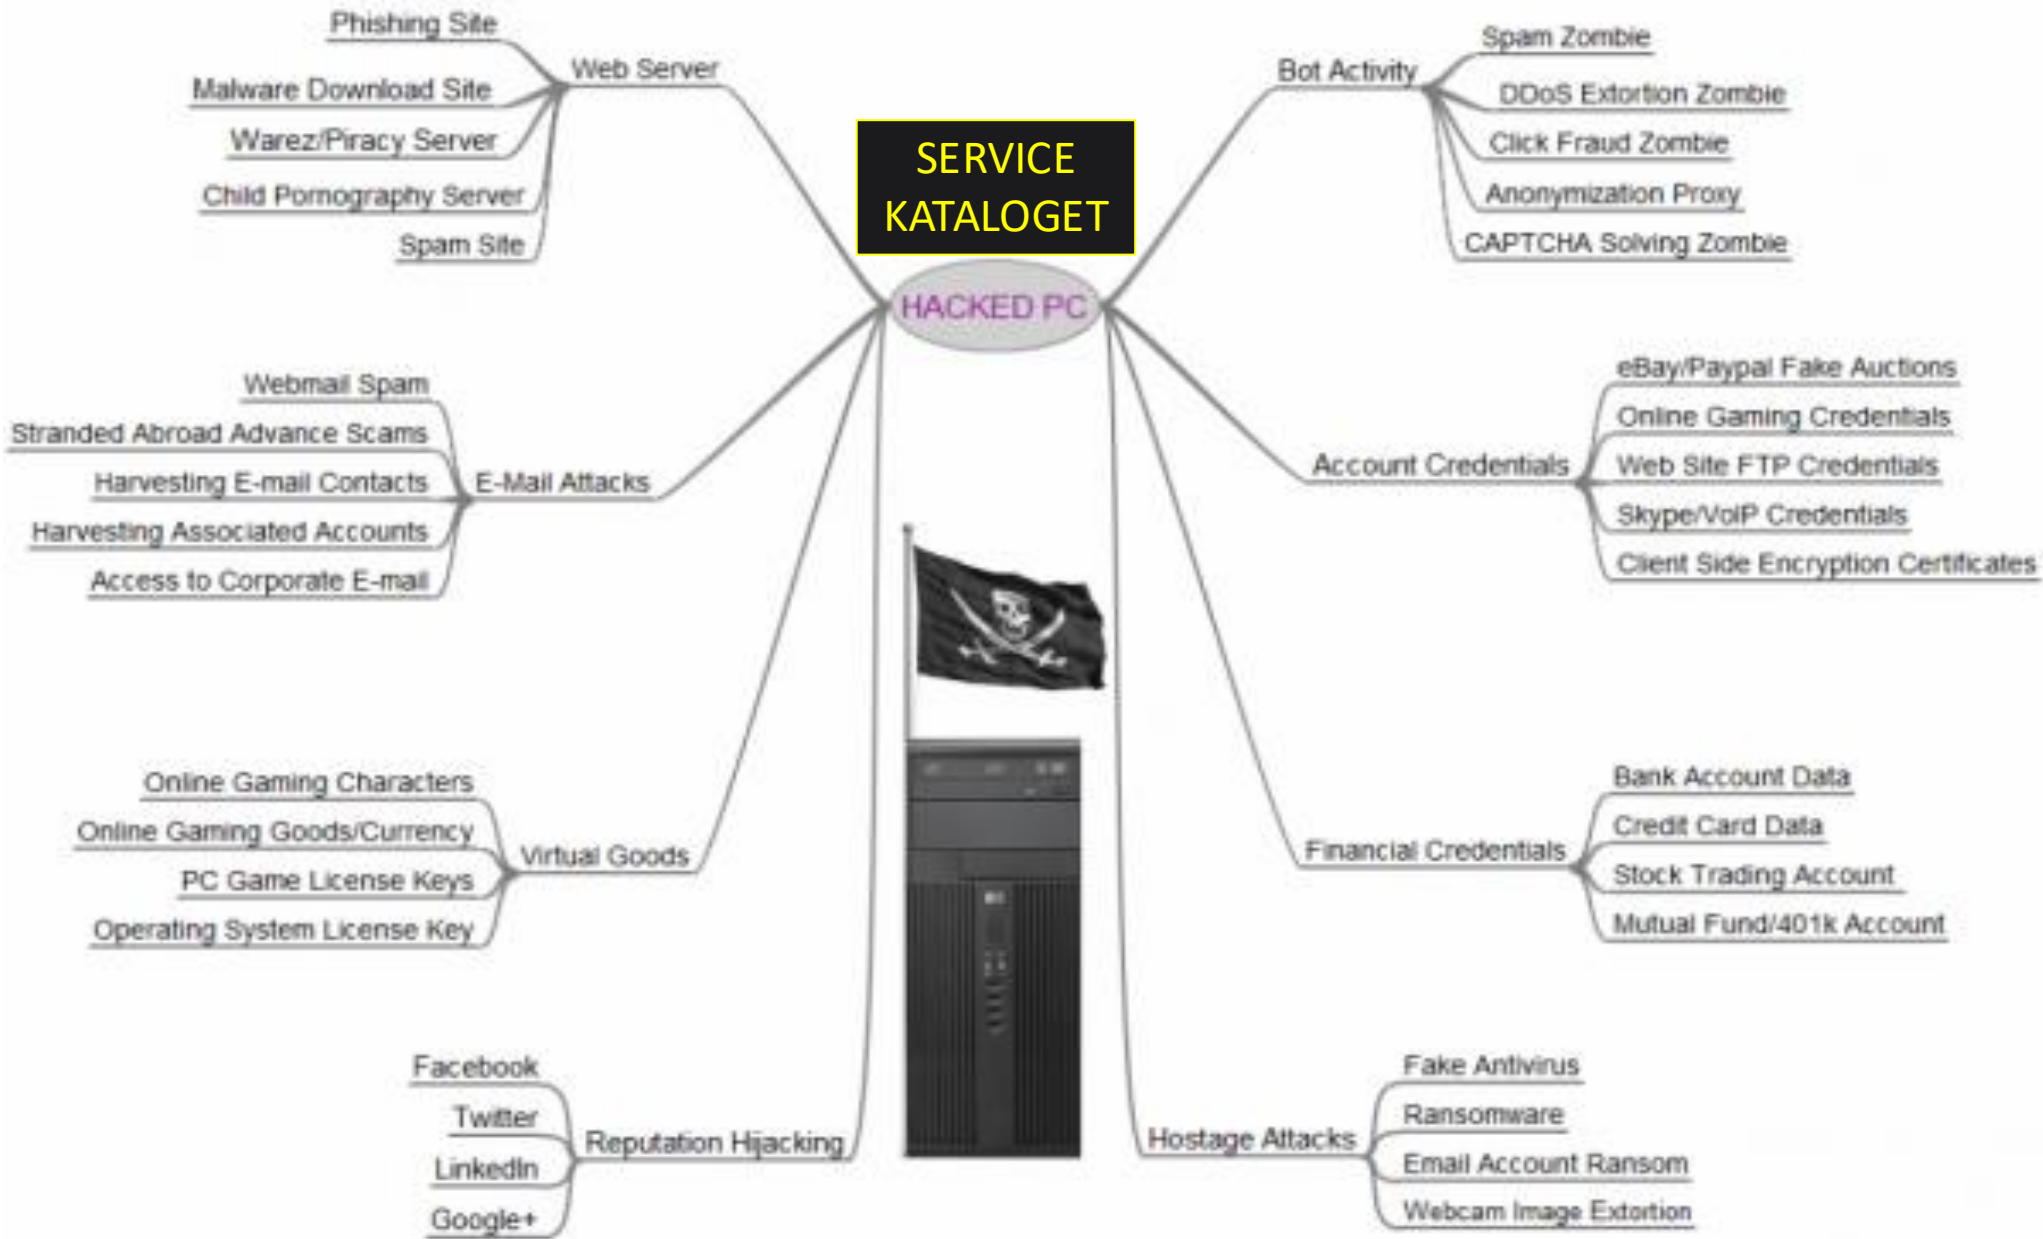 SERVICE
KATALOGET
HACKED PC
Web Server
Phishing Site
Malware Download Site
Warez/Piracy Server
Child Pornography Server
Spam Site
E-Mail Attacks
Webmail Spam
Stranded Abroad Advance Scams
Harvesting E-mail Contacts
Harvesting Associated Accounts
Access to Corporate E-mail
Virtual Goods
Online Gaming Characters
Online Gaming Goods/Currency
PC Game License Keys
Operating System License Key
Reputation Hijacking
Facebook
Twitter
LinkedIn
Google+
Bot Activity
Spam Zombie
DDoS Extortion Zombie
Click Fraud Zombie
Anonymization Proxy
CAPTCHA Solving Zombie
Account Credentials
eBay/Paypal Fake Auctions
Online Gaming Credentials
Web Site FTP Credentials
Skype/VoIP Credentials
Client Side Encryption Certificates
Financial Credentials
Bank Account Data
Credit Card Data
Stock Trading Account
Mutual Fund/401k Account
Hostage Attacks
Fake Antivirus
Ransomware
Email Account Ransom
Webcam Image Extortion